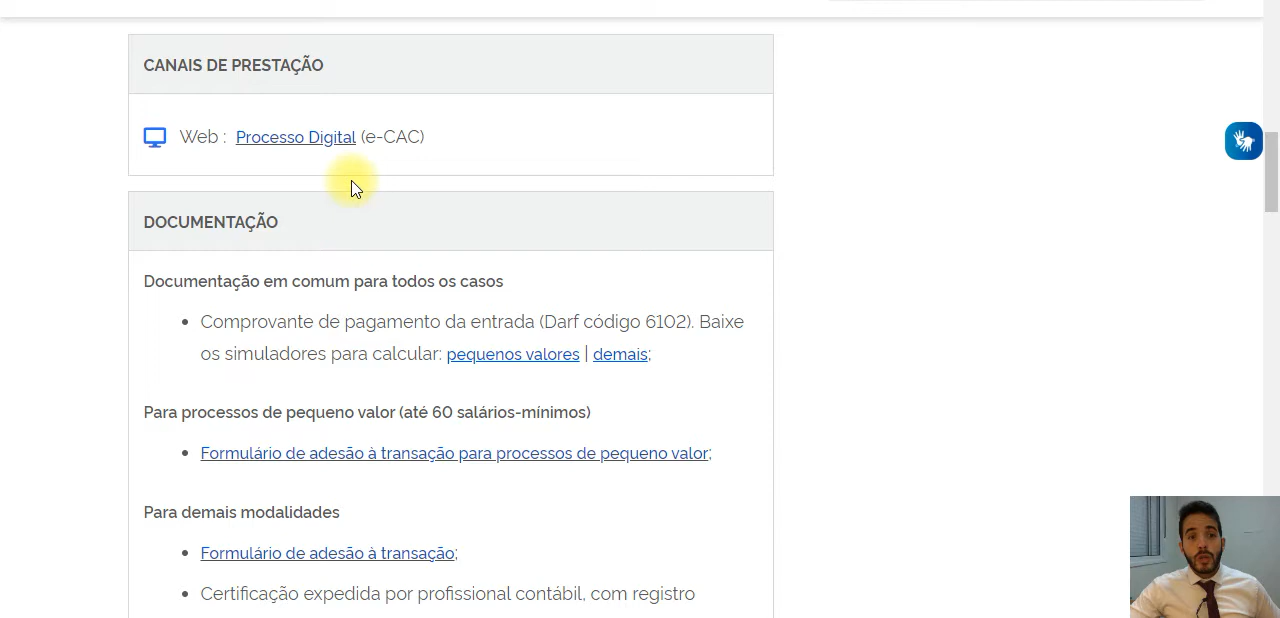 CANAIS DE PRESTAÇÃO
Web : Processo Digital (e-CAC)
DOCUMENTAÇÃO
Documentação em comum para todos os casos
• Comprovante de pagamento da entrada (Darf código 6102). Baixe
os simuladores para calcular: pequenos valores | demais;
Para processos de pequeno valor (até 60 salários-mínimos)
• Formulário de adesão à transação para processos de pequeno valor;
Para demais modalidades
• Formulário de adesão à transação;
• Certificação expedida por profissional contábil, com registro